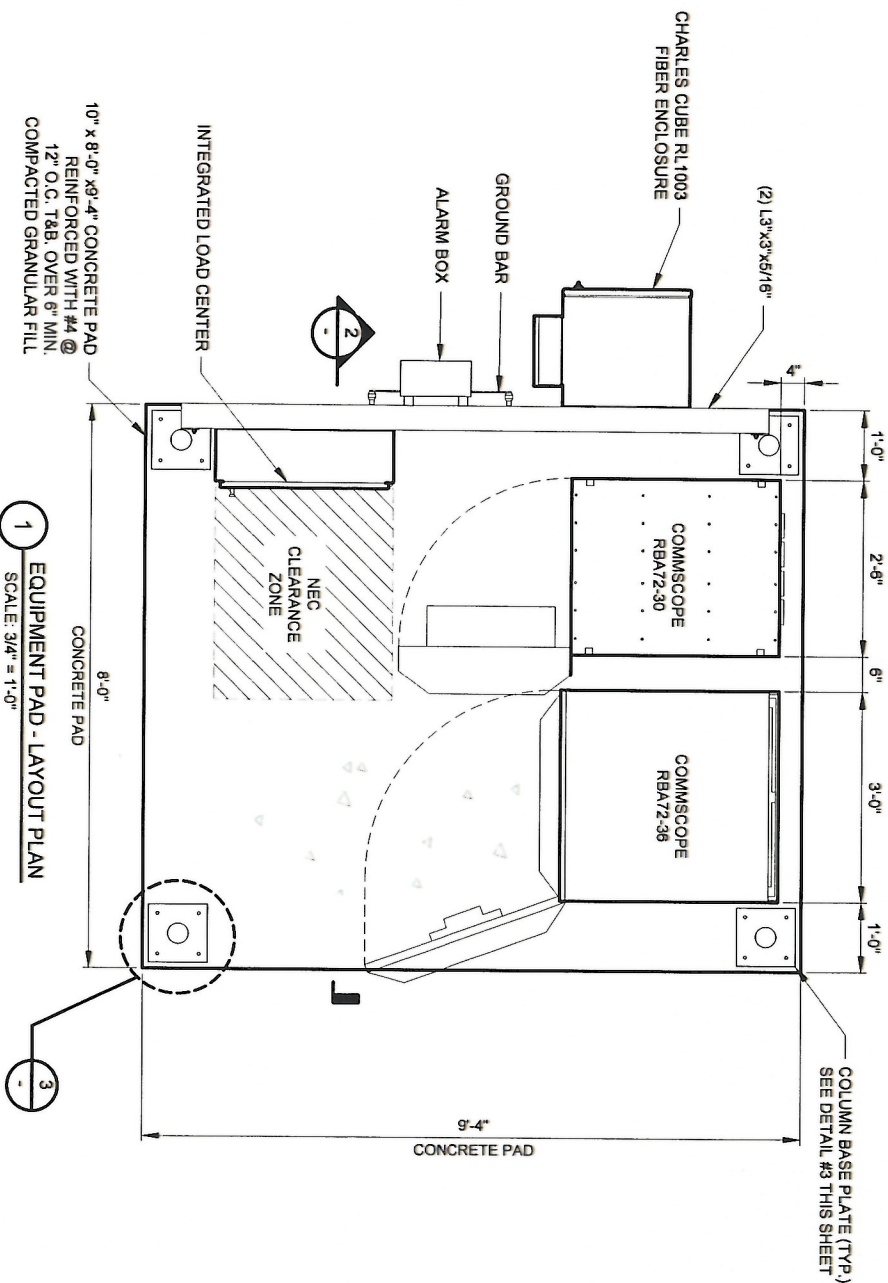 CHARLES CUBE RL1003
FIBER ENCLOSURE
(2) L3"x3"x5/16"
GROUND BAR
ALARM BOX
INTEGRATED LOAD CENTER
10" x 8'-0" x9'-4" CONCRETE PAD
REINFORCED WITH #4 @
12" O.C. T&B. OVER 6" MIN.
COMPACTED GRANULAR FILL
2
-
4"
1'-0"
2'-6"
6"
3'-0"
1'-0"
COMMSCOPE
RBA72-30
COMMSCOPE
RBA72-36
NEC
CLEARANCE
ZONE
COLUMN BASE PLATE (TYP.)
SEE DETAIL #3 THIS SHEET
9'-4"
CONCRETE PAD
8'-0"
CONCRETE PAD
3
-
1
EQUIPMENT PAD - LAYOUT PLAN
SCALE: 3/4" = 1'-0"